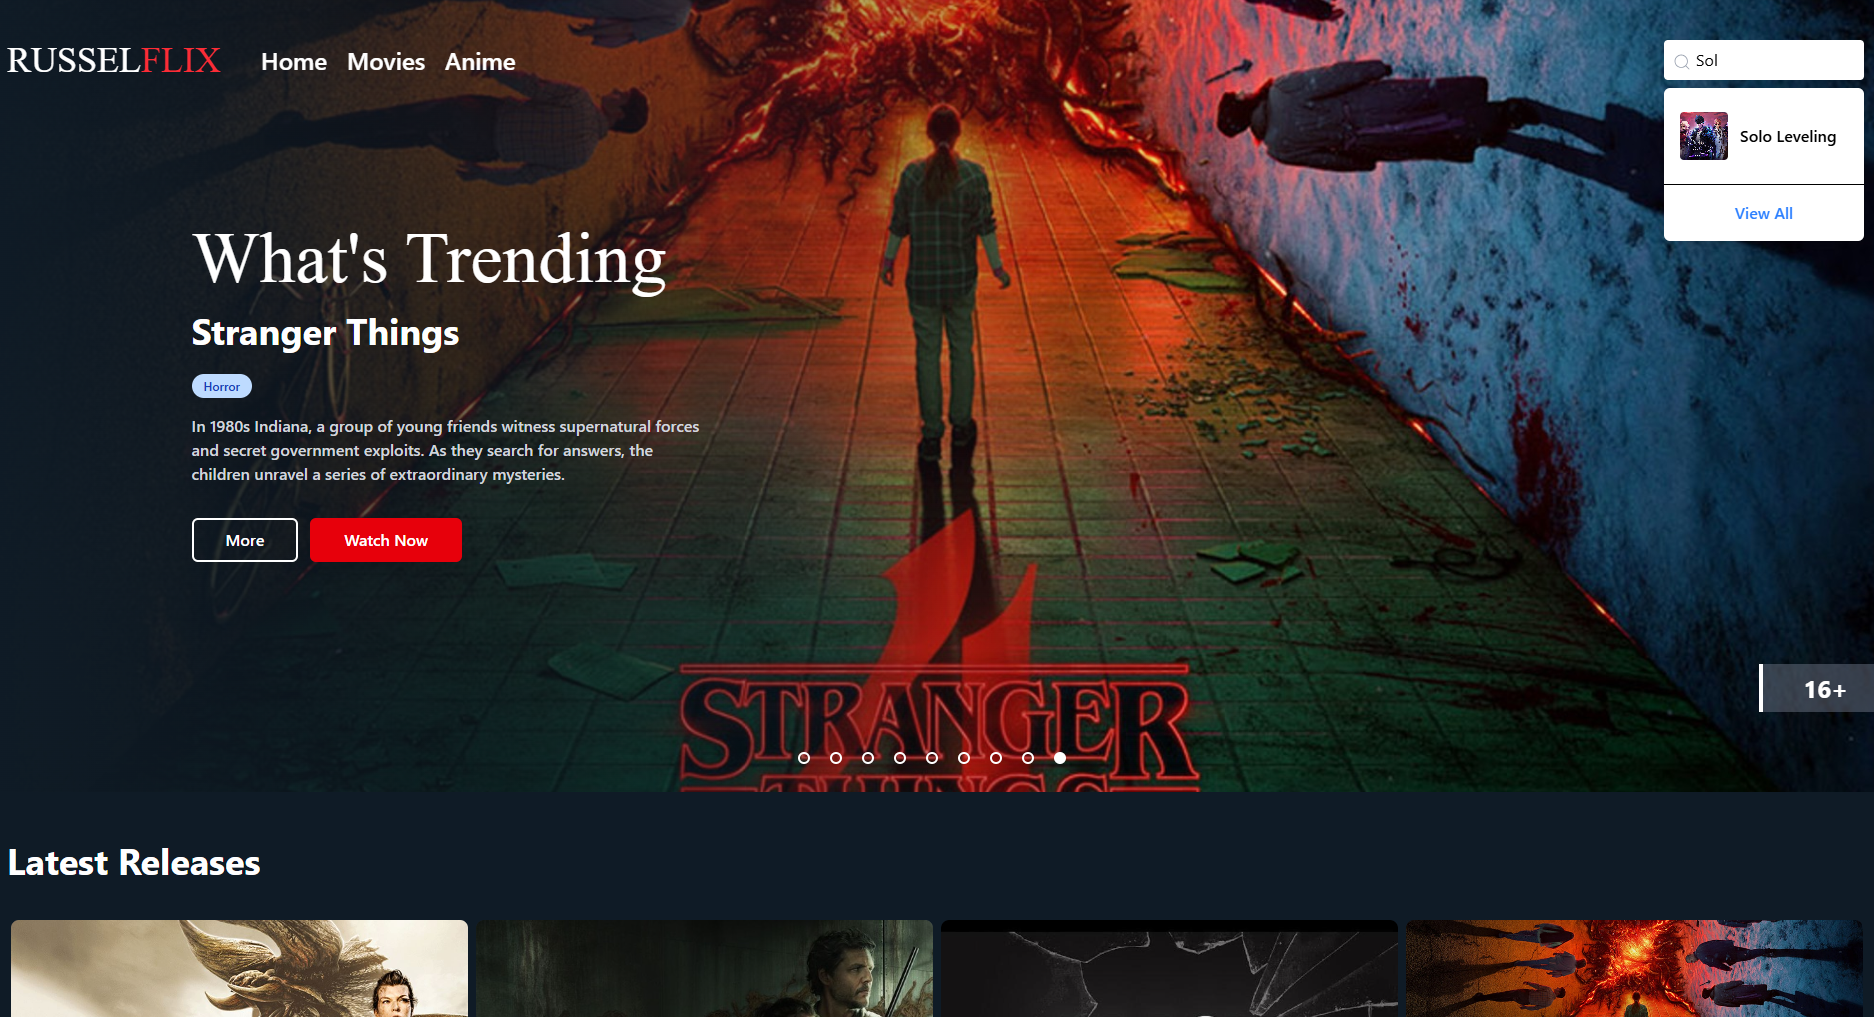 RUSSELFLIX
Home Movies Anime
Sol
Solo Leveling
View All
What's Trending
Stranger Things
Horror
In 1980s Indiana, a group of young friends witness supernatural forces
and secret government exploits. As they search for answers, the
children unravel a series of extraordinary mysteries.
More Watch Now
16+
STRANGER
THINGS
Latest Releases